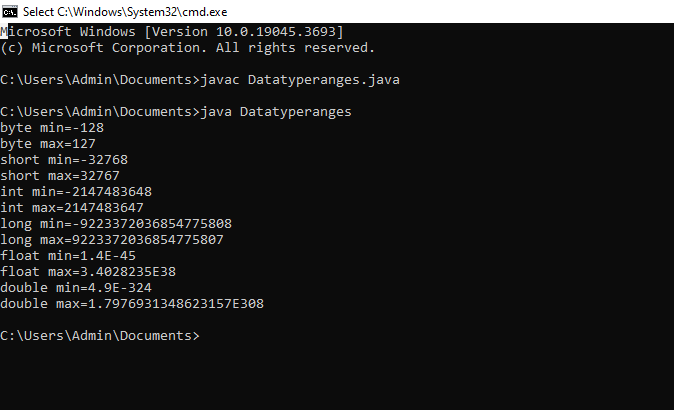 Select C:\Windows\System32\cmd.exe
Microsoft Windows [Version 10.0.19045.3693]
(c) Microsoft Corporation. All rights reserved.
C:\Users\Admin\Documents>javac Datatyperanges.java
C:\Users\Admin\Documents>java Datatyperanges
byte min=-128
byte max=127
short min=-32768
short max=32767
int min=-2147483648
int max=2147483647
long min=-9223372036854775808
long max=9223372036854775807
float min=1.4E-45
float max=3.4028235E38
double min=4.9E-324
double max=1.7976931348623157E308
C:\Users\Admin\Documents>